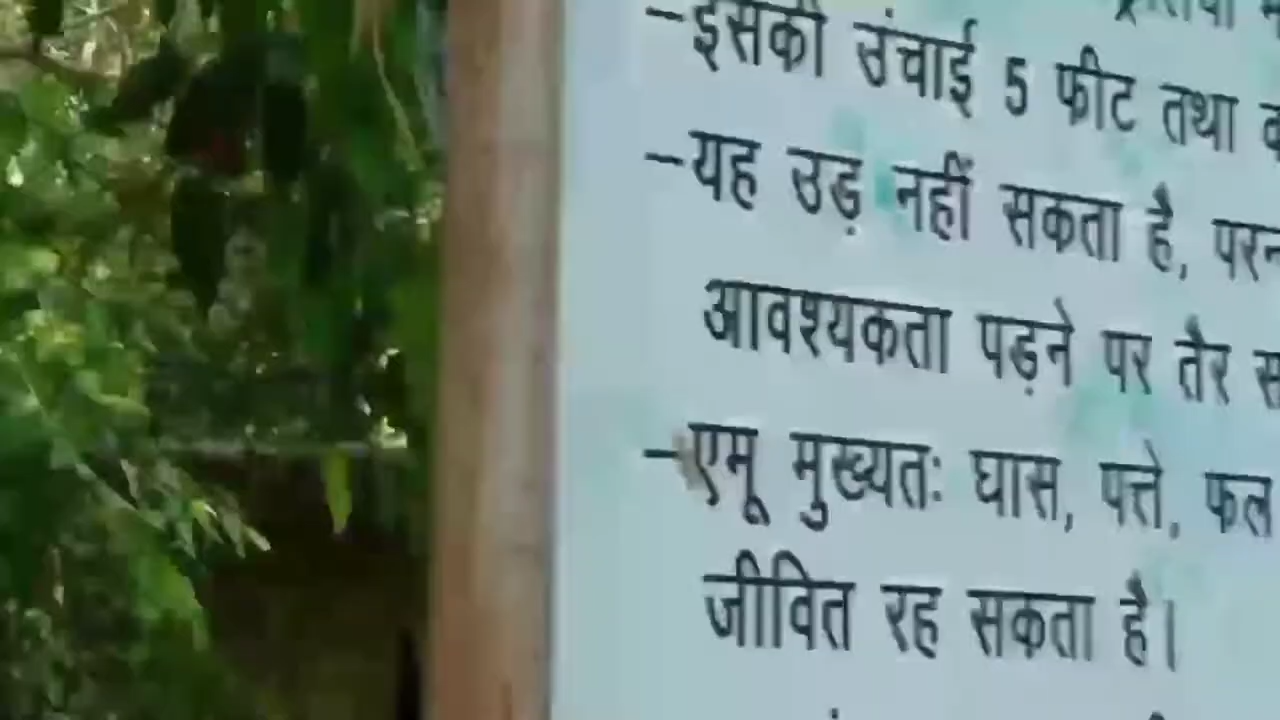 –इसकी उंचाई 5 फीट तथा
–यह उड़ नहीं सकता है,
आवश्यकता पड़ने पर तैर
–एमू मुख्यतः घास, पत्ते, फल
जीवित रह सकता है।